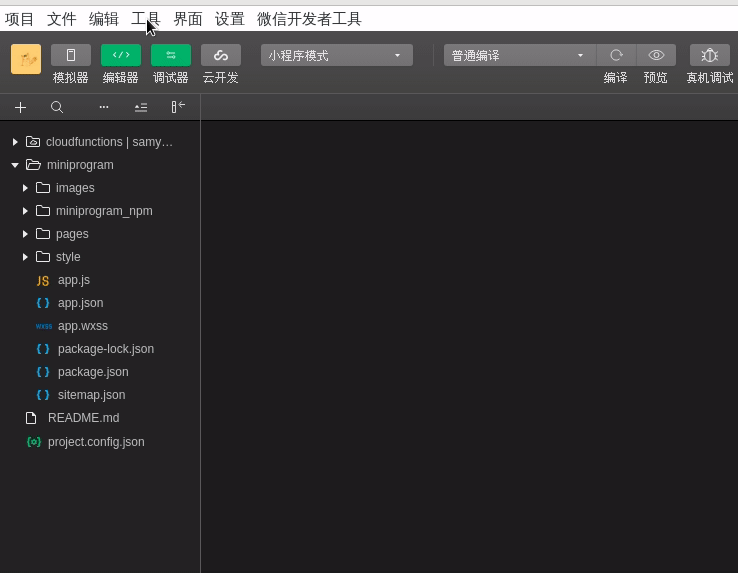 项目 文件 编辑 工具 界面 设置 微信开发者工具
小程序模式 普通编译
模拟器 编辑器 调试器 云开发 编译 预览 真机调试
cloudfunctions | samy…
miniprogram
images
miniprogram_npm
pages
style
JS app.js
{ } app.json
wxss app.wxss
{ } package-lock.json
{ } package.json
{ } sitemap.json
README.md
project.config.json